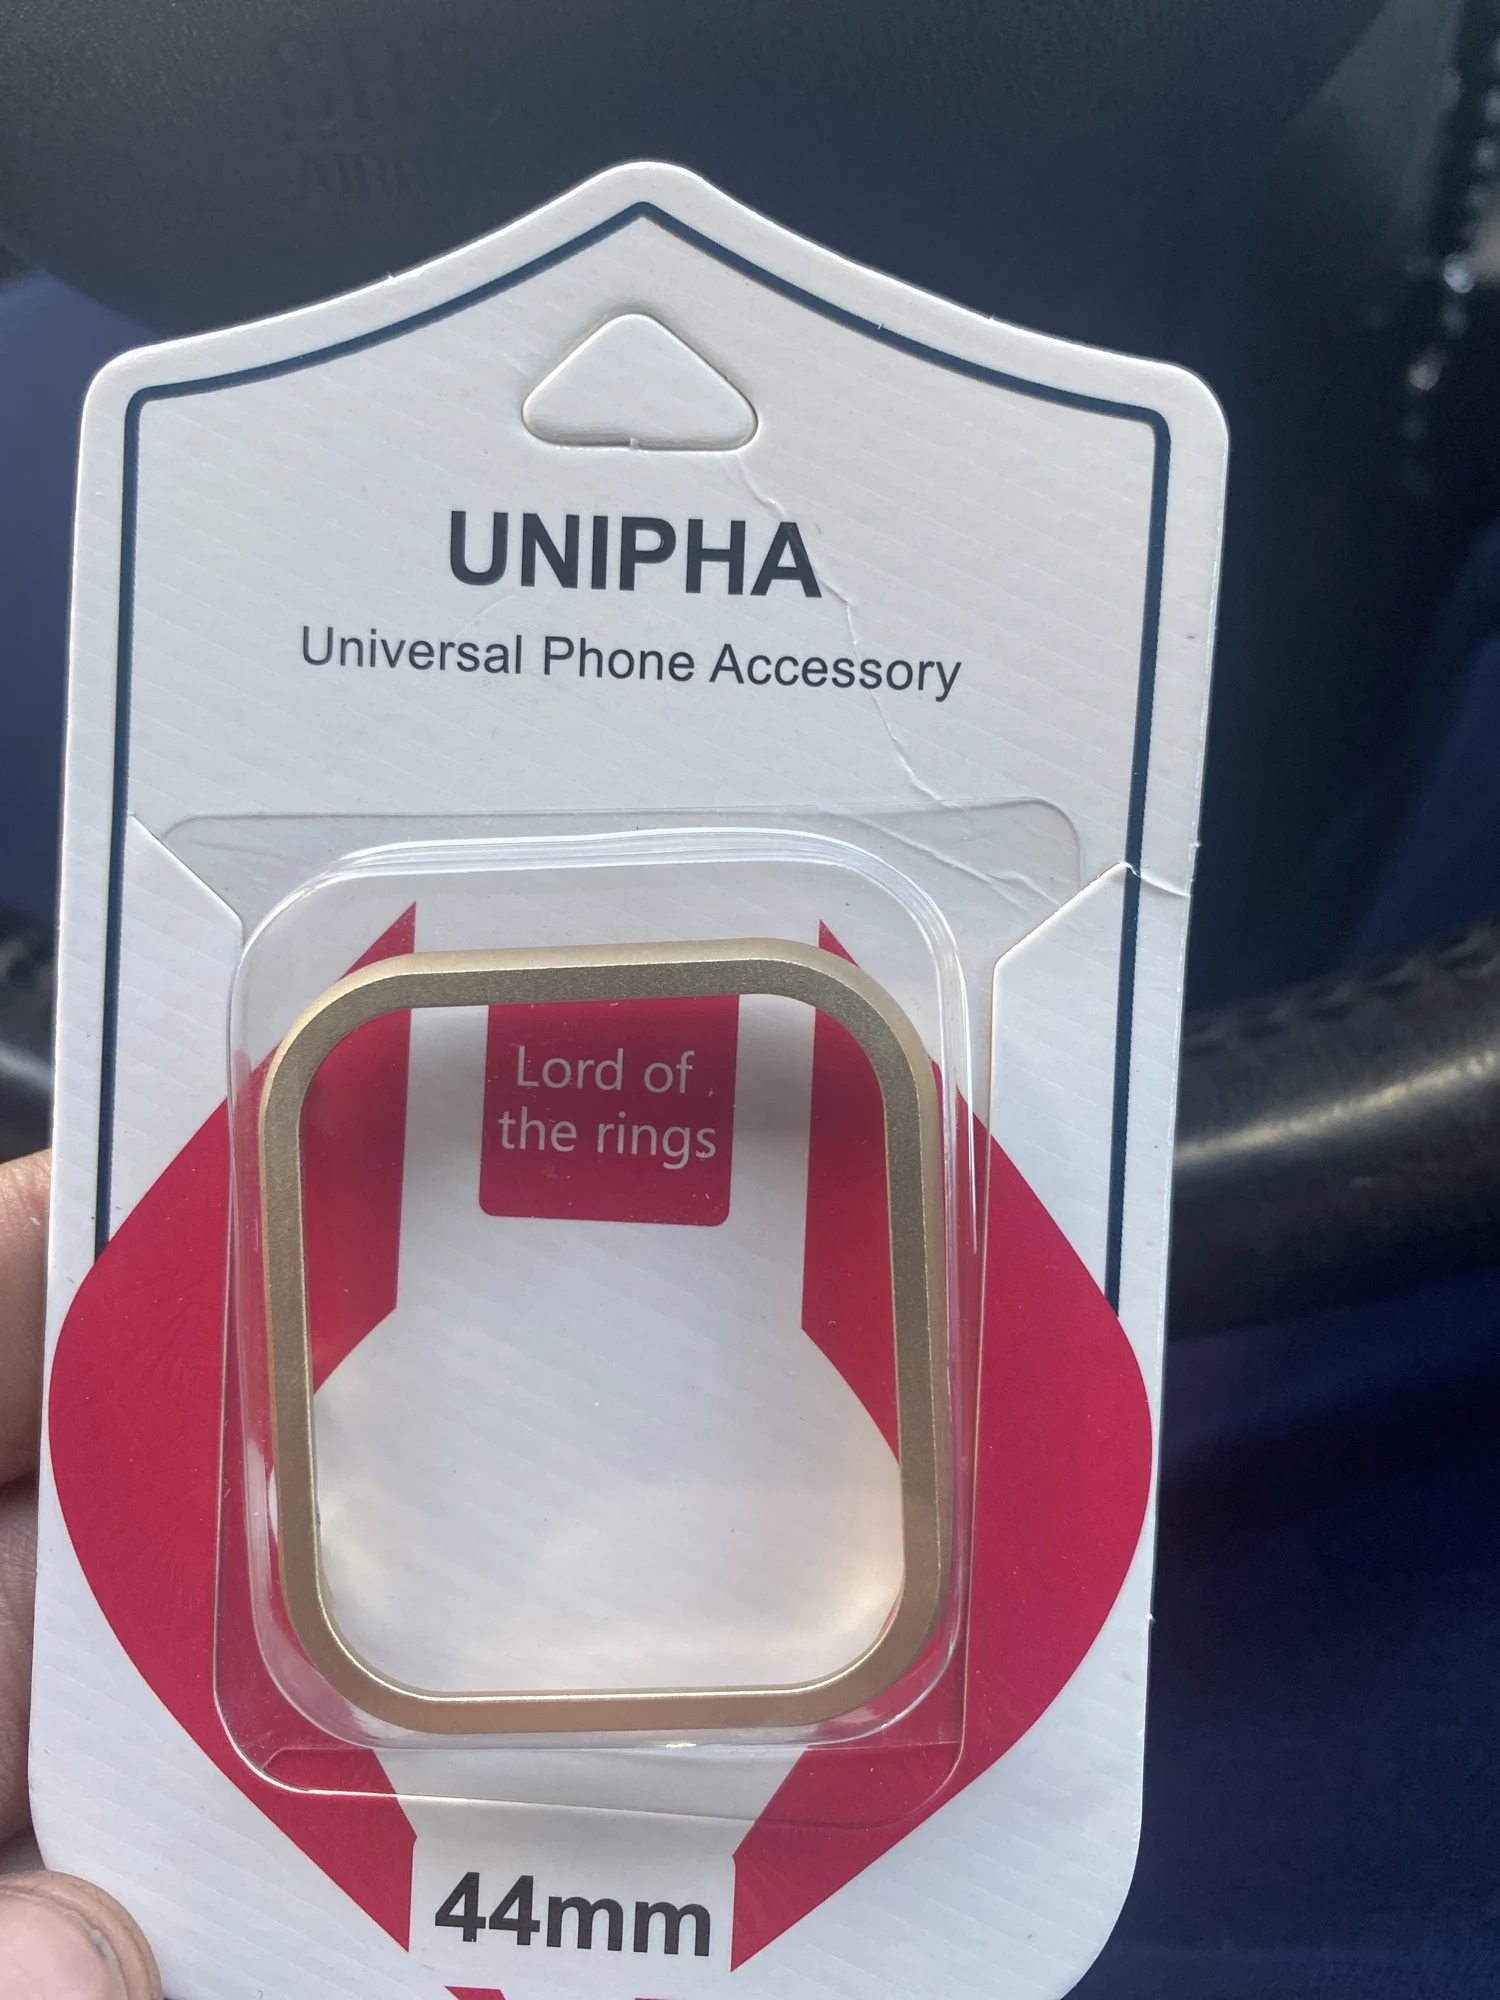 UNIPHA
Universal Phone Accessory
Lord of
the rings
44mm